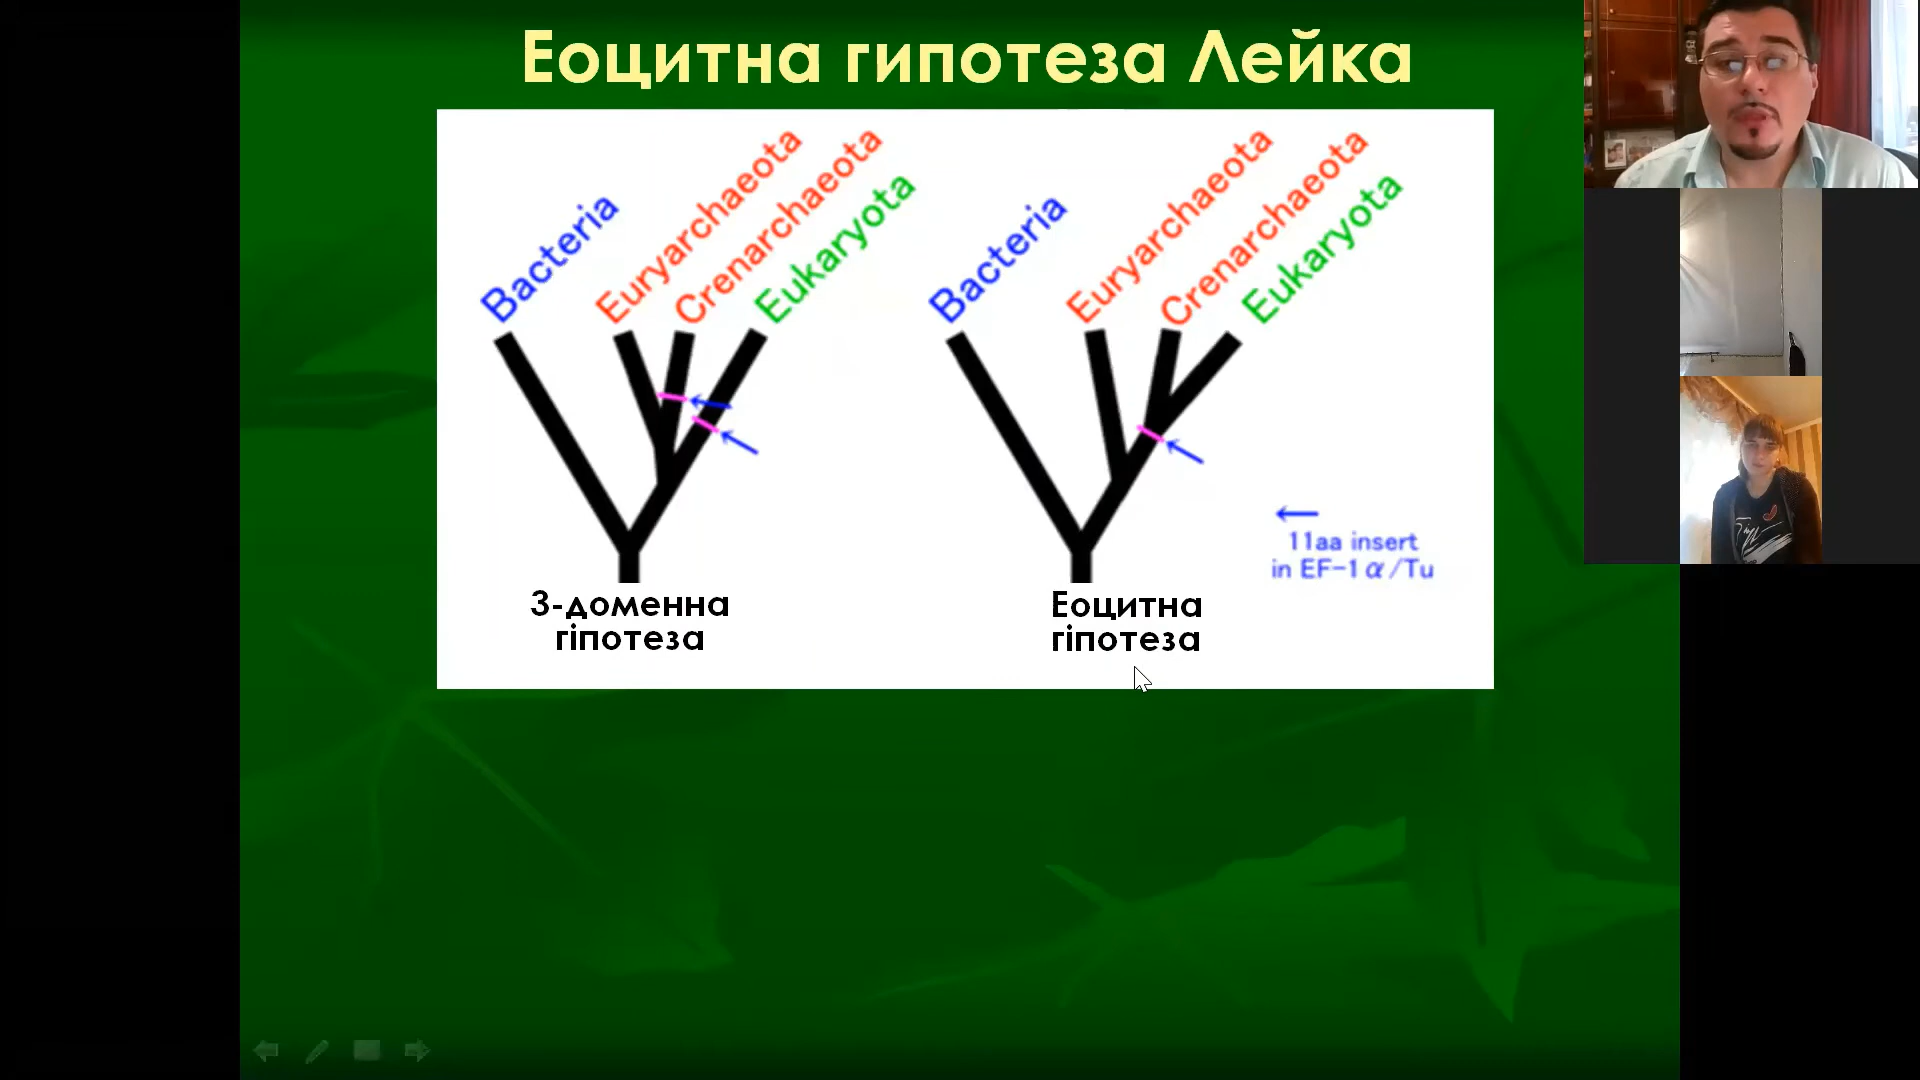 Еоцитна гипотеза Лейка
Bacteria
Euryarchaeota
Crenarchaeota
Eukaryota
Bacteria
Euryarchaeota
Crenarchaeota
Eukaryota
11aa insert
in EF-1α/Tu
3-доменна
гіпотеза
Еоцитна
гіпотеза